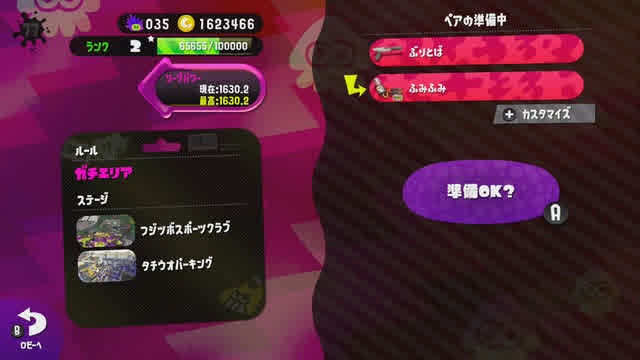 035 1623466
ランク 2 65655/100000
リーグパワー
現在:1630.2
最高:1630.2
ルール
ガチエリア
ステージ
フジツボスポーツクラブ
タチウオパーキング
B
ロビーへ
ペアの準備中
ぷりとぱ
ふみふみ
+ カスタマイズ
準備OK?
A